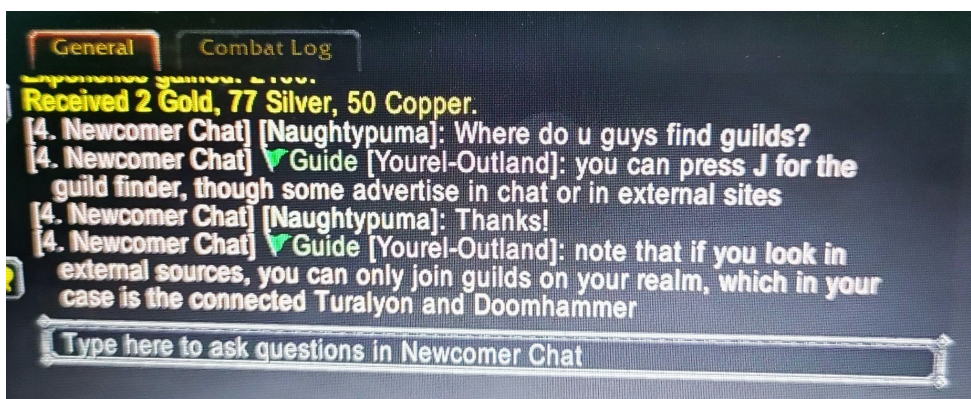 General
Combat Log
Received 2 Gold, 77 Silver, 50 Copper.
[4. Newcomer Chat] [Naughtypuma]: Where do u guys find guilds?
[4. Newcomer Chat] Guide [Yourel-Outland]: you can press J for the
guild finder, though some advertise in chat or in external sites
[4. Newcomer Chat] [Naughtypuma]: Thanks!
[4. Newcomer Chat] Guide [Yourel-Outland]: note that if you look in
external sources, you can only join guilds on your realm, which in your
case is the connected Turalyon and Doomhammer
Type here to ask questions in Newcomer Chat